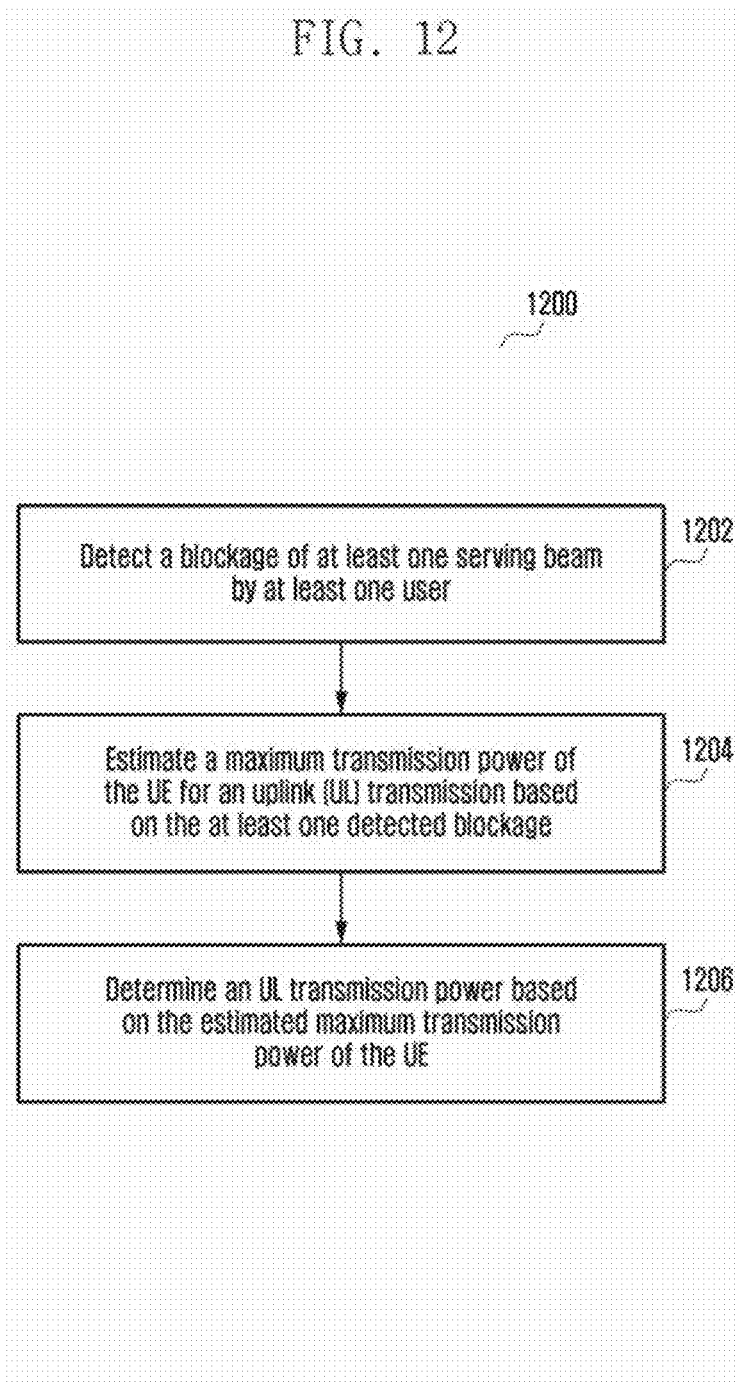 FIG. 12
1200
Detect a blockage of at least one serving beam
by at least one user
1202
Estimate a maximum transmission power of
the UE for an uplink (UL) transmission based
on the at least one detected blockage
1204
Determine an UL transmission power based
on the estimated maximum transmission
power of the UE
1206